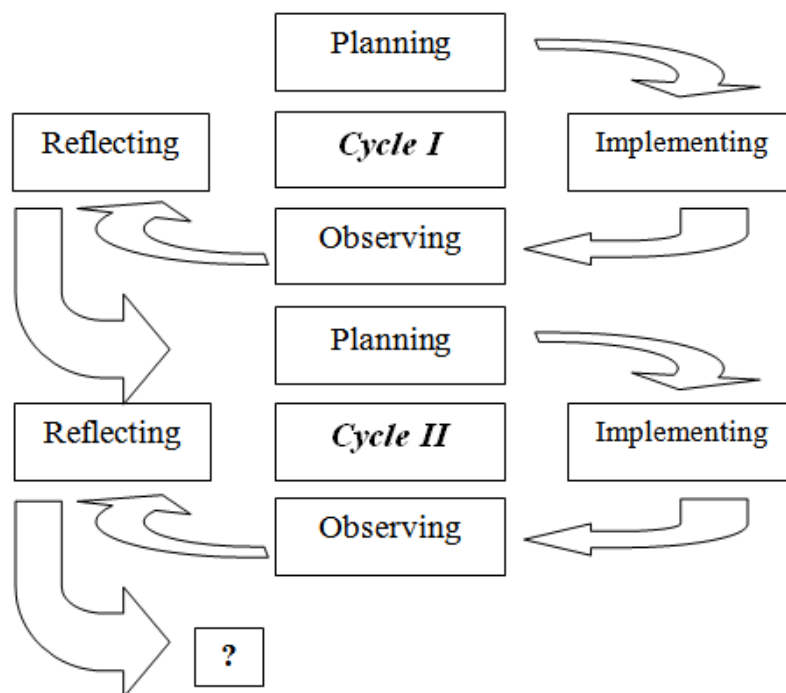 Planning
Reflecting
Cycle I
Implementing
Observing
Planning
Reflecting
Cycle II
Implementing
Observing
?